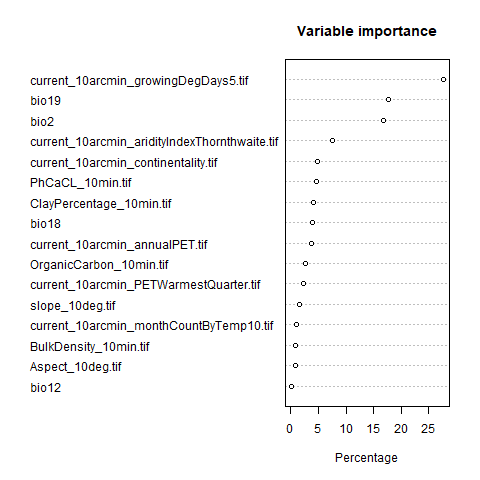 Variable importance
current_10arcmin_growingDegDays5.tif
bio19
bio2
current_10arcmin_aridityIndexThornthwaite.tif
current_10arcmin_continentality.tif
PhCaCL_10min.tif
ClayPercentage_10min.tif
bio18
current_10arcmin_annualPET.tif
OrganicCarbon_10min.tif
current_10arcmin_PETWarmestQuarter.tif
slope_10deg.tif
current_10arcmin_monthCountByTemp10.tif
BulkDensity_10min.tif
Aspect_10deg.tif
bio12
0 5 10 15 20 25
Percentage